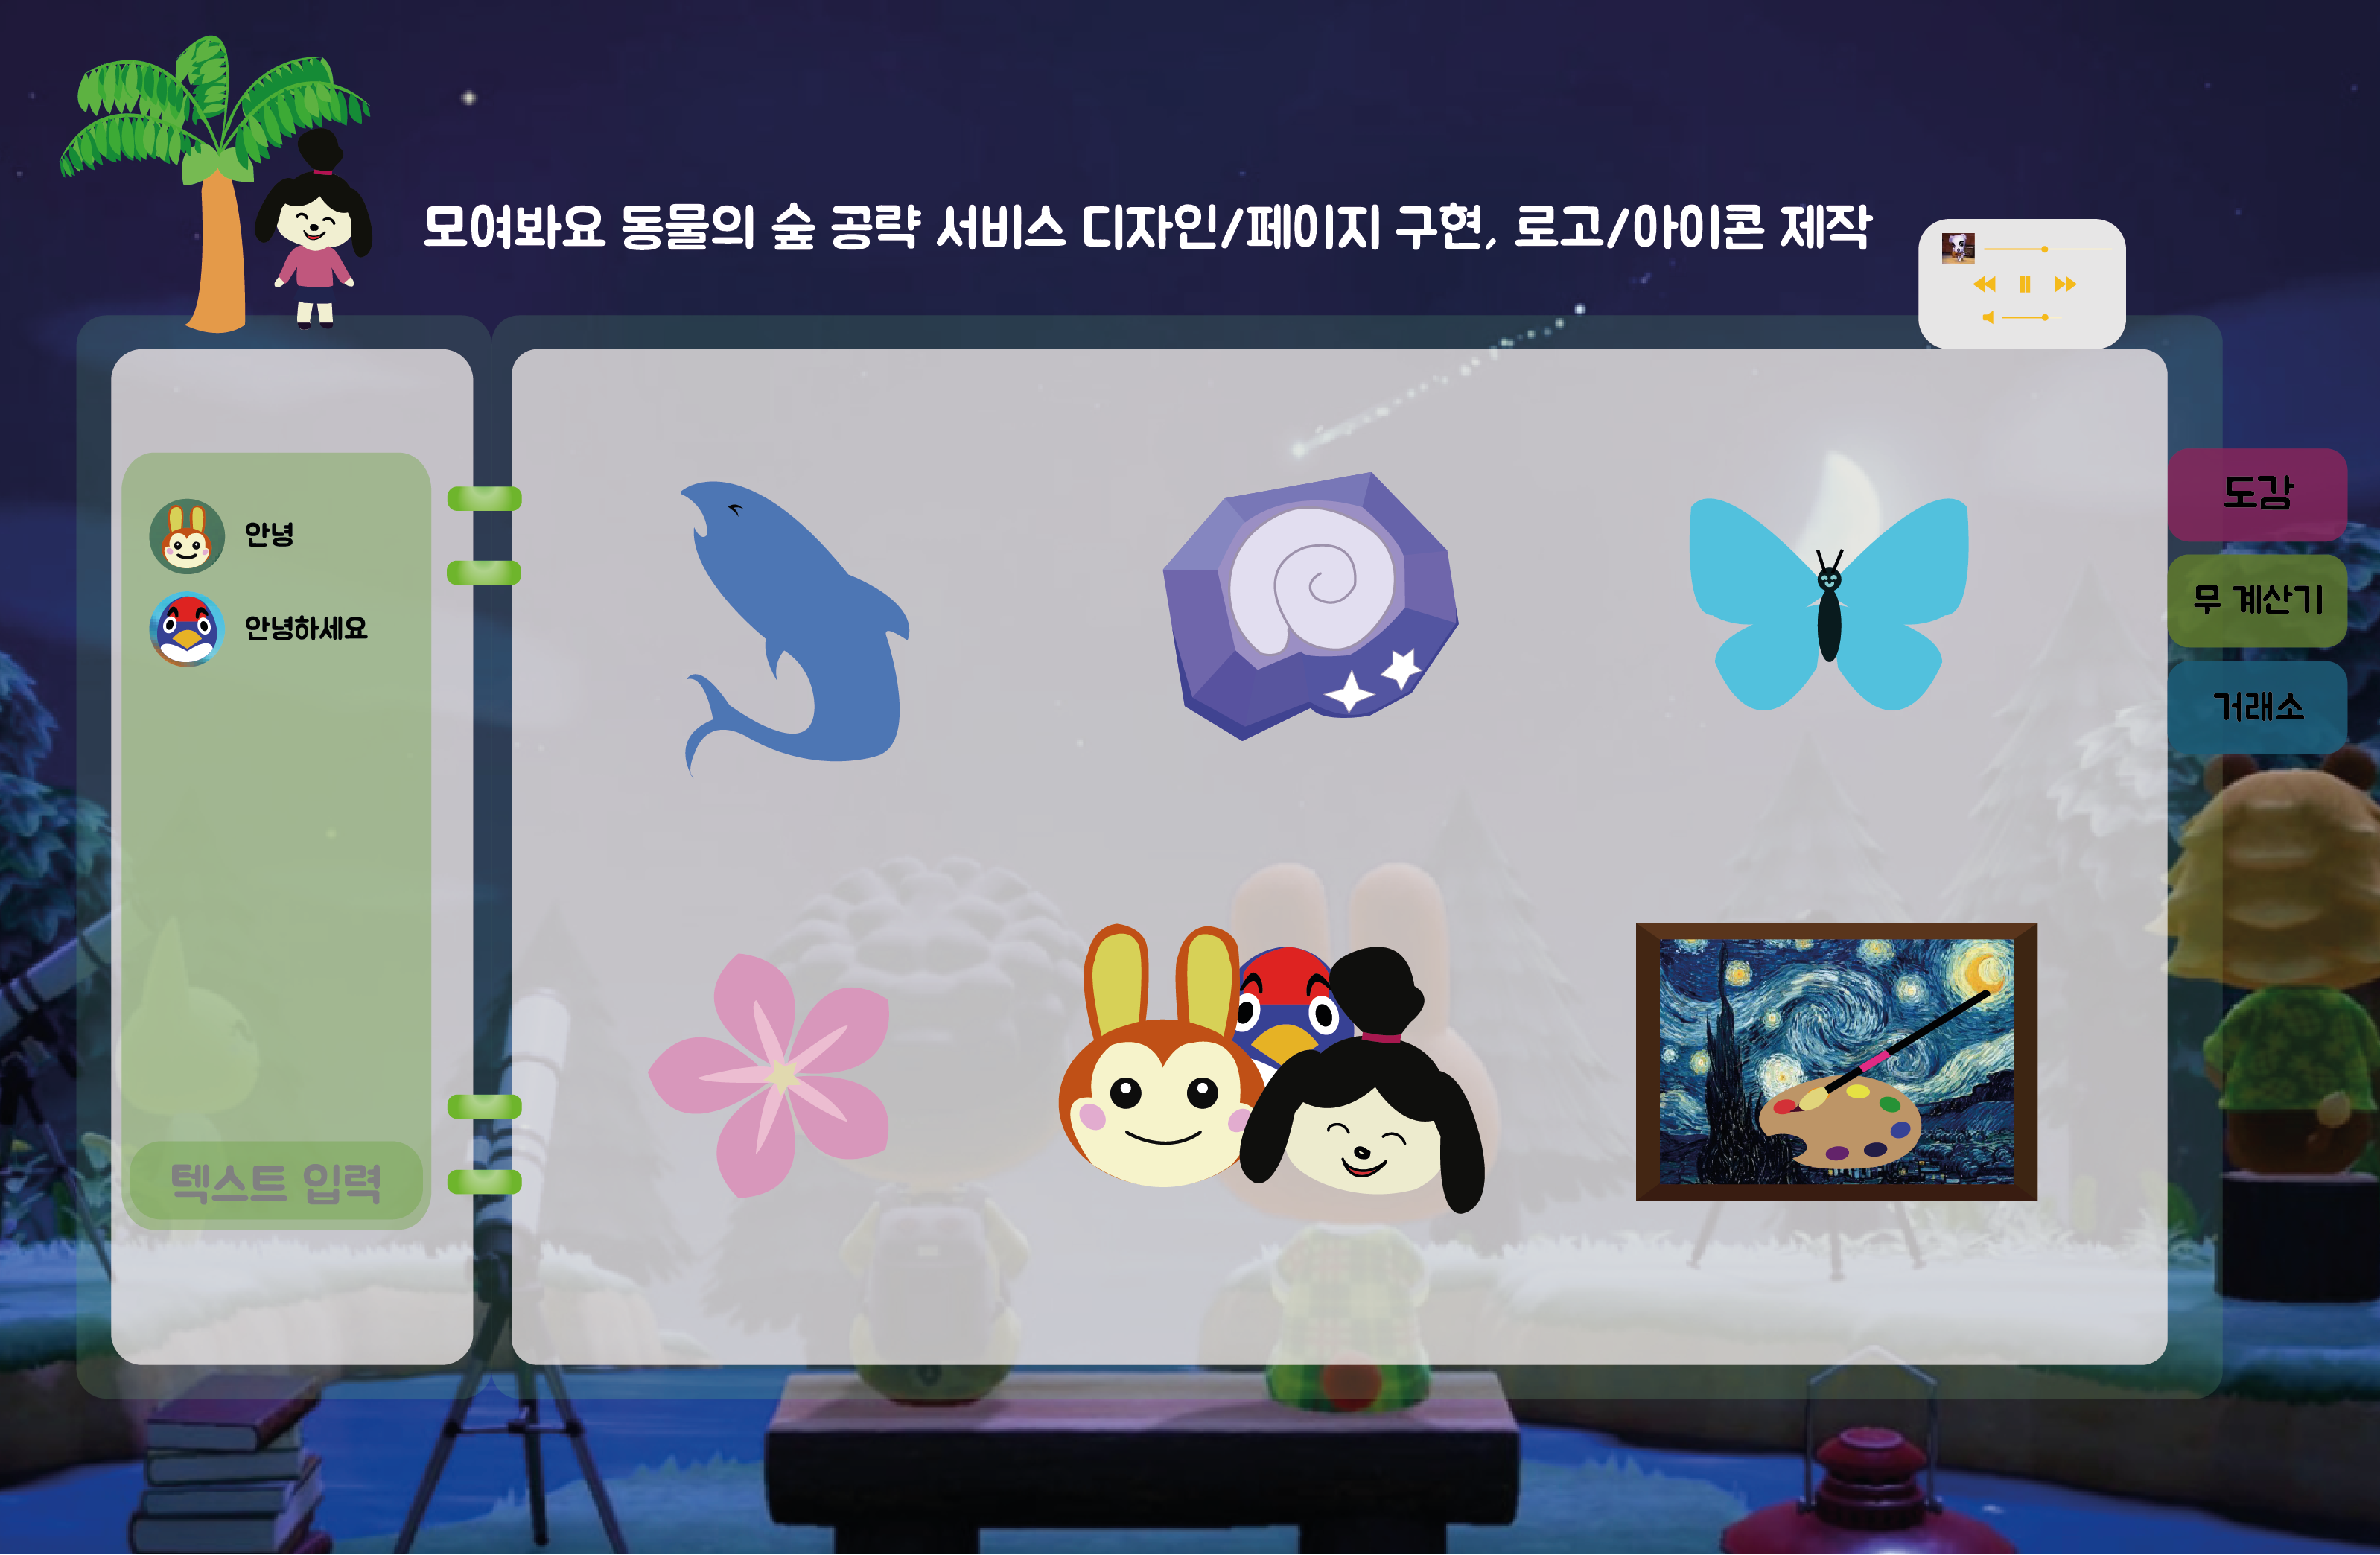 모여봐요 동물의 숲 공략 서비스 디자인/페이지 구현, 로고/아이콘 제작
안녕
안녕하세요
텍스트 입력
도감
무 계산기
거래소